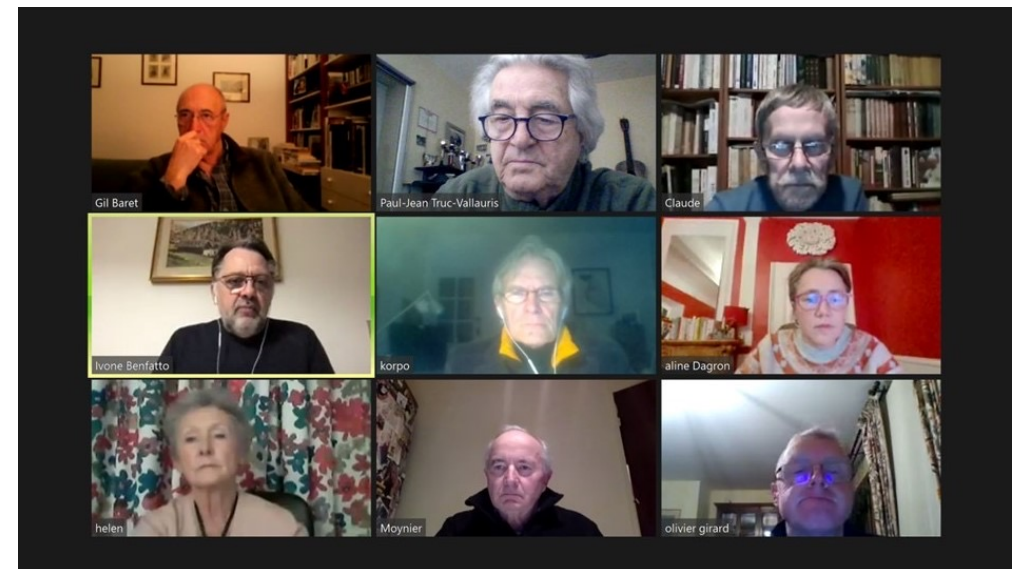 Gil Baret
Paul-Jean Truc-Vallauris
Claude
Ivone Benfatto
korpo
aline Dagron
helen
Moynier
olivier girard